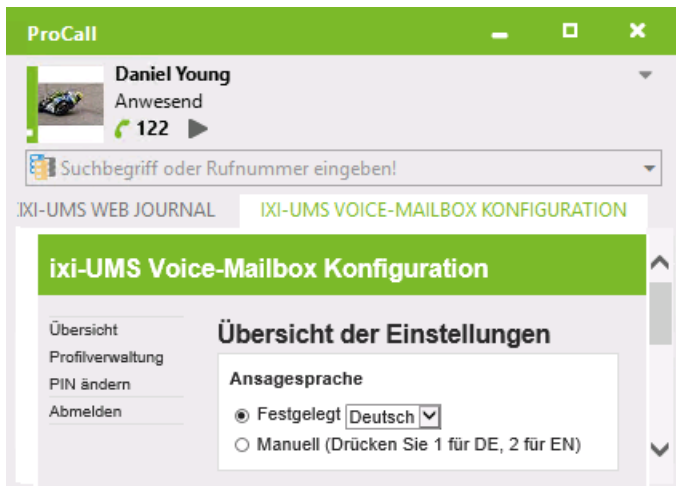 ProCall
Daniel Young
Anwesend
122
Suchbegriff oder Rufnummer eingeben!
IXI-UMS WEB JOURNAL IXI-UMS VOICE-MAILBOX KONFIGURATION
ixi-UMS Voice-Mailbox Konfiguration
Übersicht
Profilverwaltung
PIN ändern
Abmelden
Übersicht der Einstellungen
Ansagesprache
Festgelegt Deutsch
Manuell (Drücken Sie 1 für DE, 2 für EN)